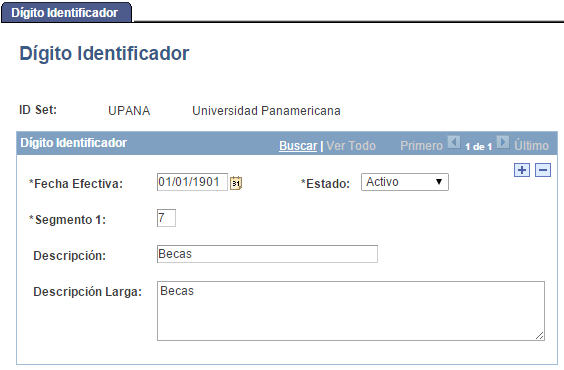 Dígito Identificador
Dígito Identificador
ID Set: UPANA Universidad Panamericana
Dígito Identificador Buscar | Ver Todo Primero 1 de 1 Último
*Fecha Efectiva: 01/01/1901 31 *Estado: Activo
*Segmento 1: 7
Descripción: Becas
Descripción Larga: Becas